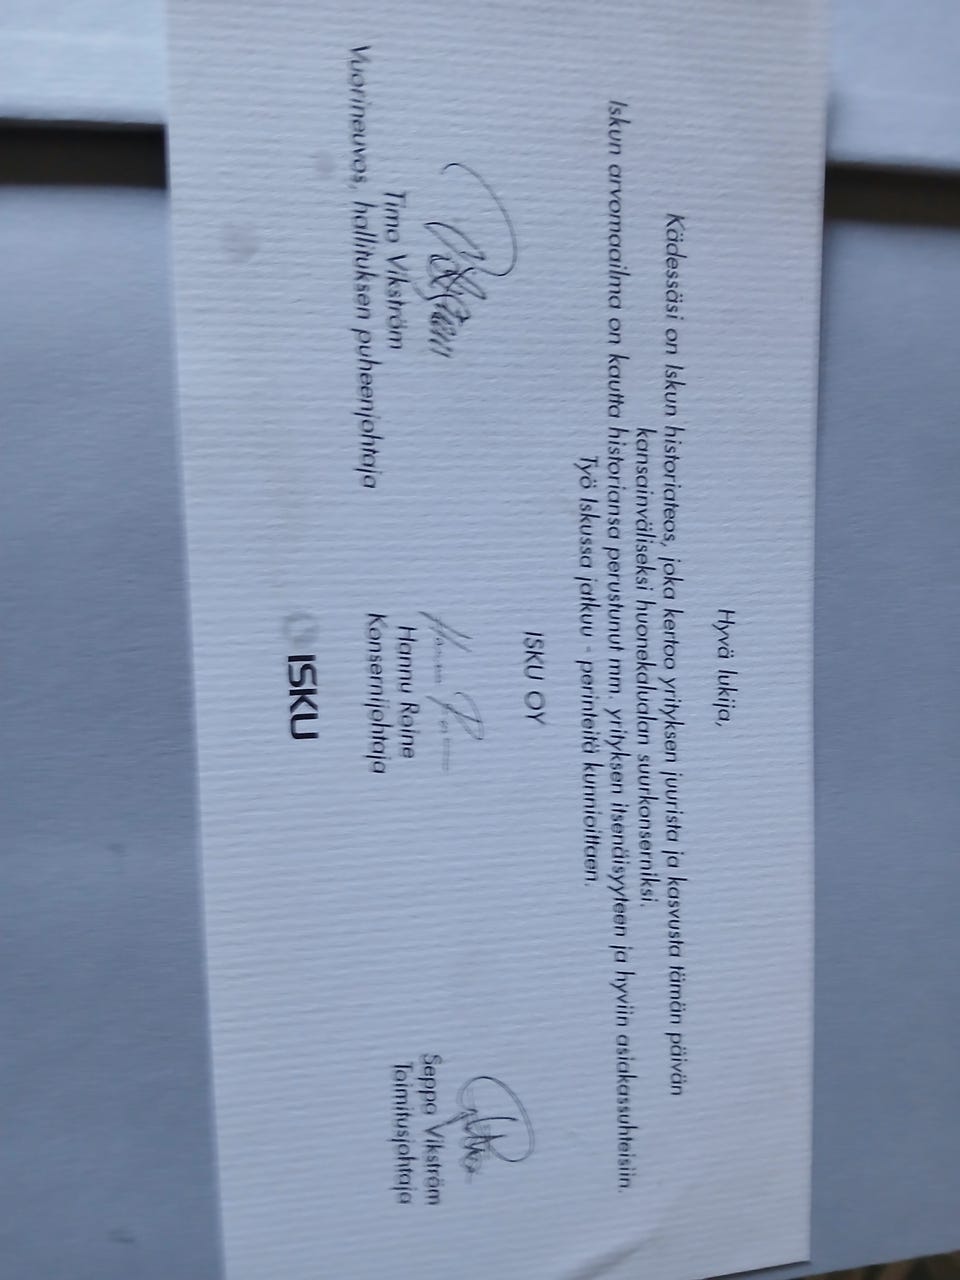 Hyvä lukija,
Kädessäsi on Iskun historiateos, joka kertoo yrityksen juurista ja kasvusta tämän päivän
kansainväliseksi huonekalualan suurkonserniksi.
Iskun arvomaailma on kautta historiansa perustunut mm. yrityksen itsenäisyyteen ja hyviin asiakassuhteisiin.
Työ Iskussa jatkuu - perinteitä kunnioittaen.
ISKU OY
Timo Vikström
Vuorineuvos, hallituksen puheenjohtaja
Hannu Roine
Konsernijohtaja
Seppo Vikström
Toimitusjohtaja
ISKU